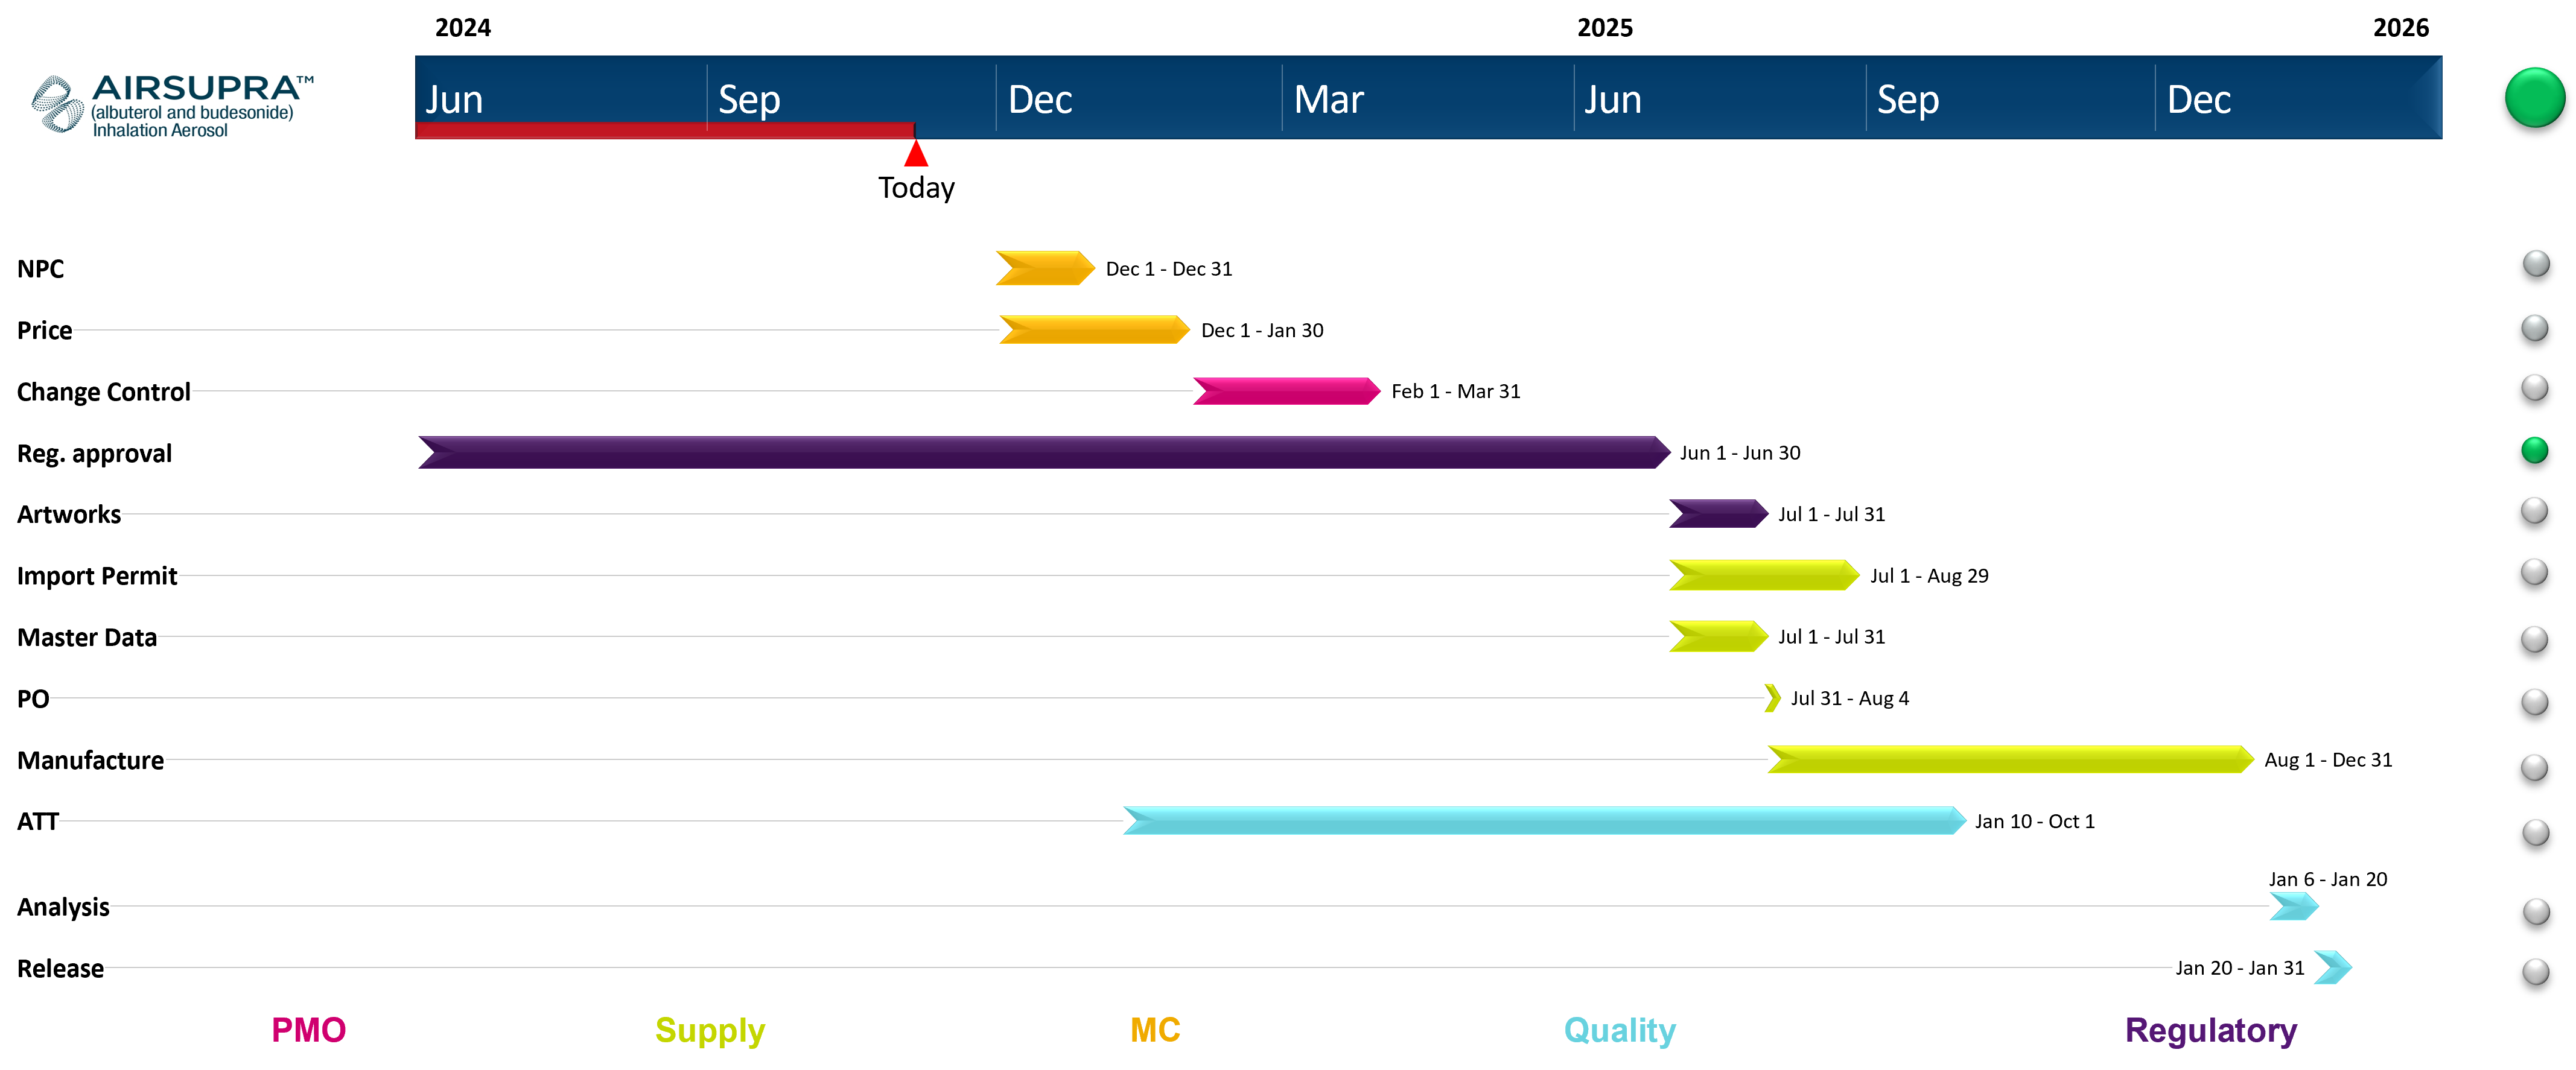 2024 2025 2026
AIRSUPRA™
(albuterol and budesonide)
Inhalation Aerosol
Jun Sep Dec Mar Jun Sep Dec
Today
NPC Dec 1 - Dec 31
Price Dec 1 - Jan 30
Change Control Feb 1 - Mar 31
Reg. approval Jun 1 - Jun 30
Artworks Jul 1 - Jul 31
Import Permit Jul 1 - Aug 29
Master Data Jul 1 - Jul 31
PO Jul 31 - Aug 4
Manufacture Aug 1 - Dec 31
ATT Jan 10 - Oct 1
Analysis Jan 6 - Jan 20
Release Jan 20 - Jan 31
PMO Supply MC Quality Regulatory